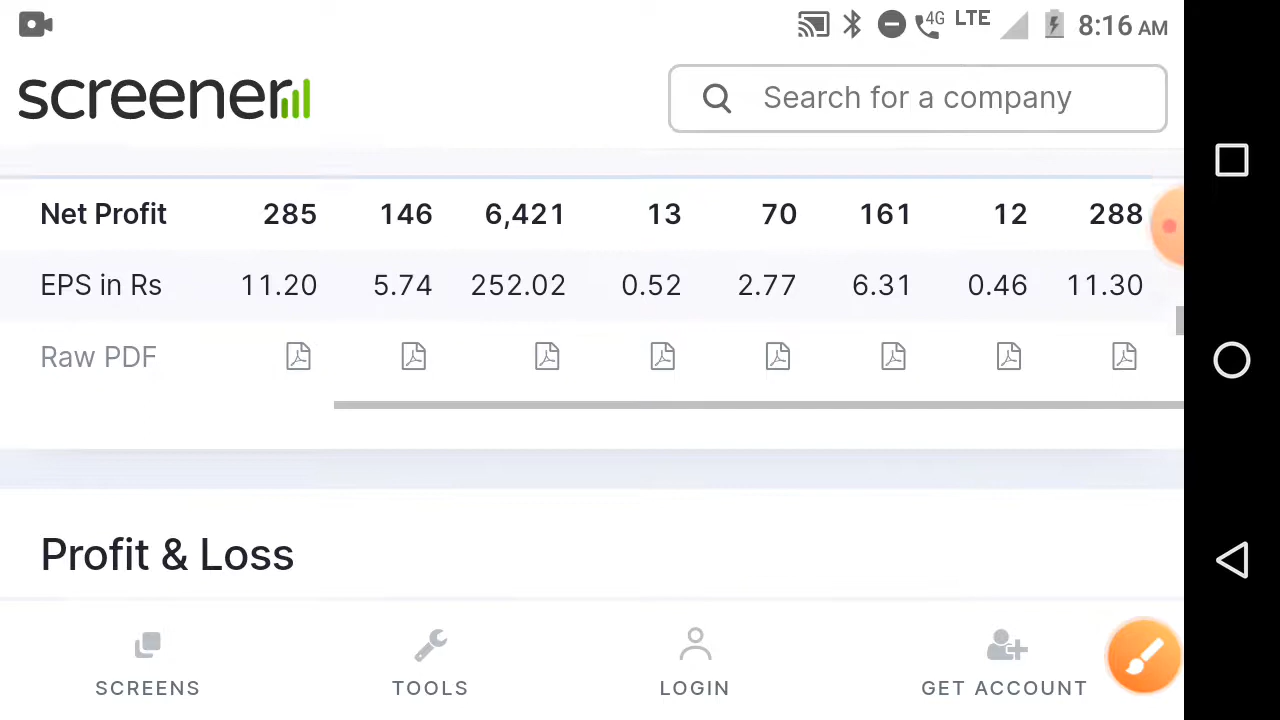 4G LTE 8:16 AM
screener
Search for a company
Net Profit 285 146 6,421 13 70 161 12 288
EPS in Rs 11.20 5.74 252.02 0.52 2.77 6.31 0.46 11.30
Raw PDF
Profit & Loss
SCREENS TOOLS LOGIN GET ACCOUNT